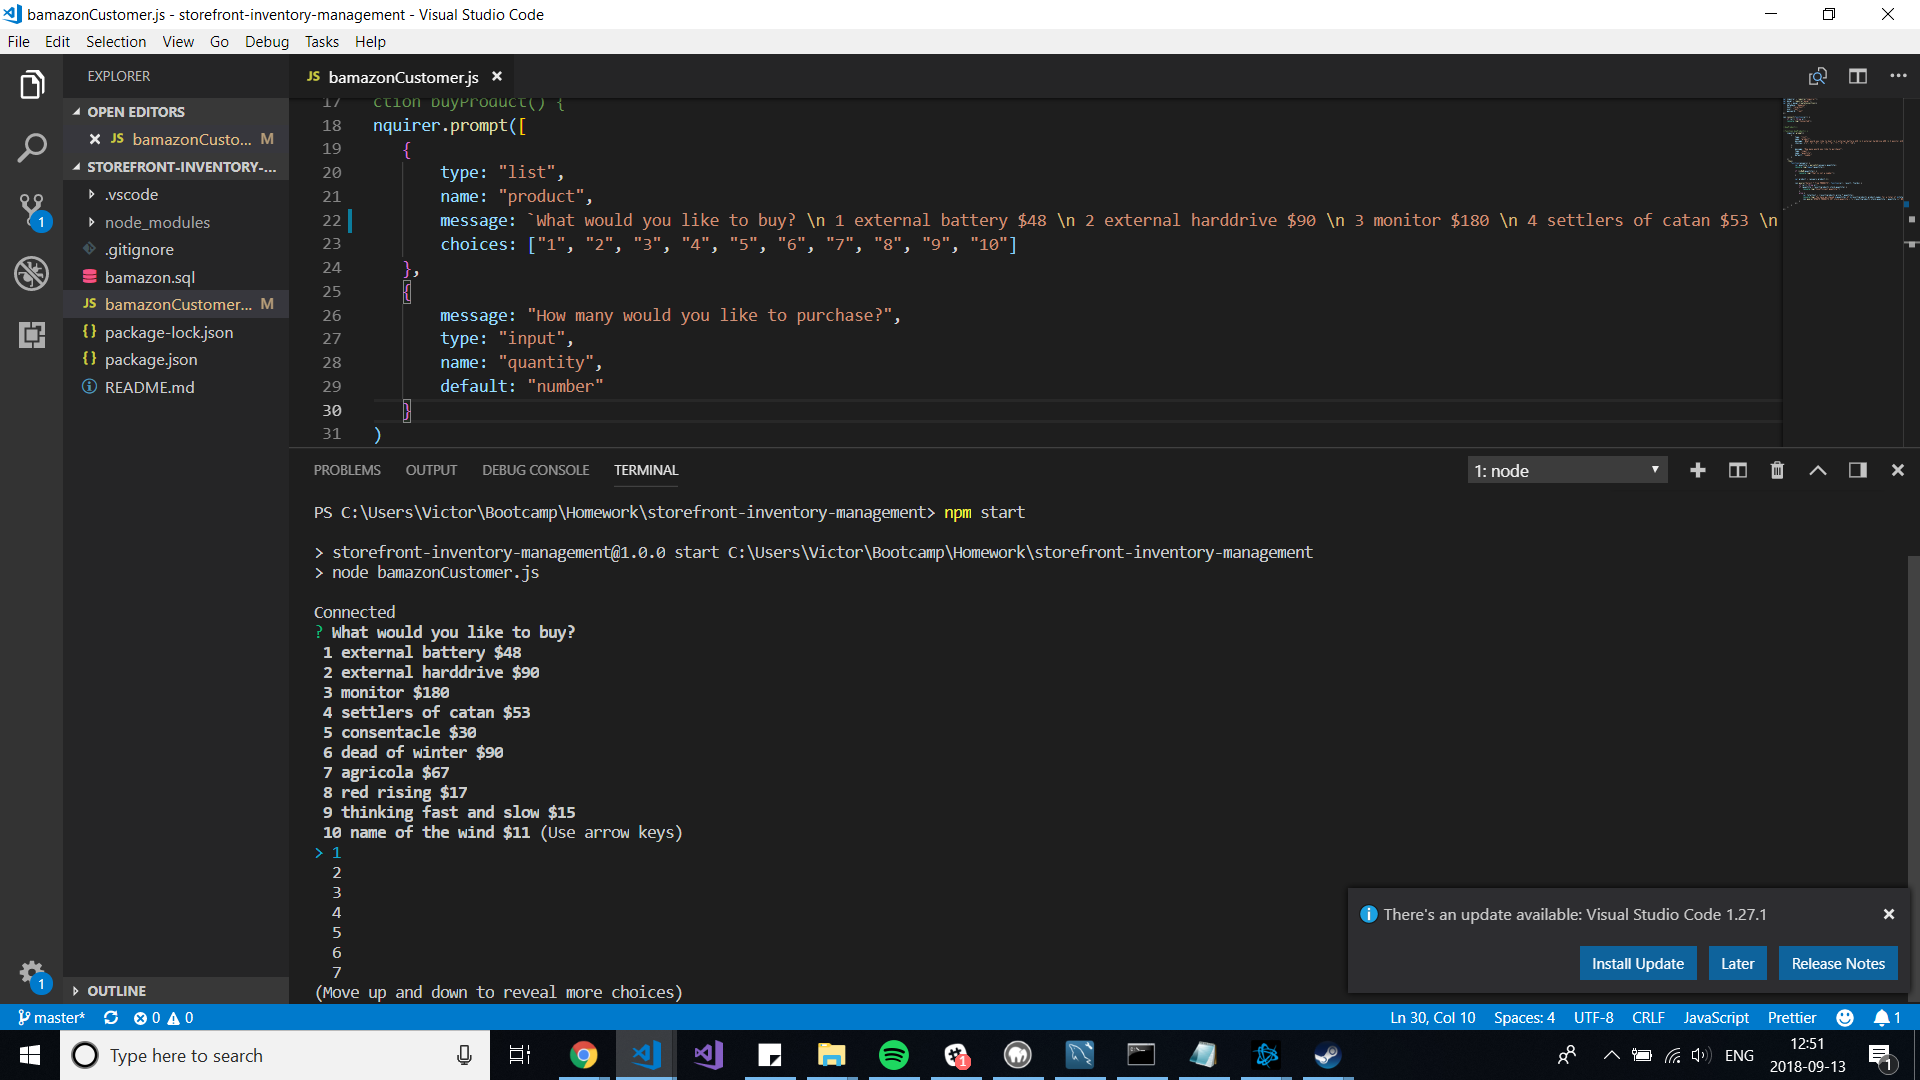 bamazonCustomer.js - storefront-inventory-management - Visual Studio Code
File Edit Selection View Go Debug Tasks Help
EXPLORER
JS bamazonCustomer.js
OPEN EDITORS
JS bamazonCusto... M
STOREFRONT-INVENTORY-...
.vscode
node_modules
.gitignore
bamazon.sql
JS bamazonCustomer... M
{} package-lock.json
{} package.json
README.md
OUTLINE
1
1
17 ction buyProduct() {
18 nquirer.prompt([
19 {
20 type: "list",
21 name: "product",
22 message: `What would you like to buy? \n 1 external battery $48 \n 2 external harddrive $90 \n 3 monitor $180 \n 4 settlers of catan $53 \n
23 choices: ["1", "2", "3", "4", "5", "6", "7", "8", "9", "10"]
24 },
25 {
26 message: "How many would you like to purchase?",
27 type: "input",
28 name: "quantity",
29 default: "number"
30 }
31 )
PROBLEMS OUTPUT DEBUG CONSOLE TERMINAL 1: node
PS C:\Users\Victor\Bootcamp\Homework\storefront-inventory-management> npm start
> storefront-inventory-management@1.0.0 start C:\Users\Victor\Bootcamp\Homework\storefront-inventory-management
> node bamazonCustomer.js
Connected
? What would you like to buy?
1 external battery $48
2 external harddrive $90
3 monitor $180
4 settlers of catan $53
5 consentacle $30
6 dead of winter $90
7 agricola $67
8 red rising $17
9 thinking fast and slow $15
10 name of the wind $11 (Use arrow keys)
> 1
2
3
4
5
6
7
(Move up and down to reveal more choices)
There's an update available: Visual Studio Code 1.27.1
Install Update Later Release Notes
master* 0 0 Ln 30, Col 10 Spaces: 4 UTF-8 CRLF JavaScript Prettier 1
Type here to search
1
ENG
12:51
2018-09-13
1